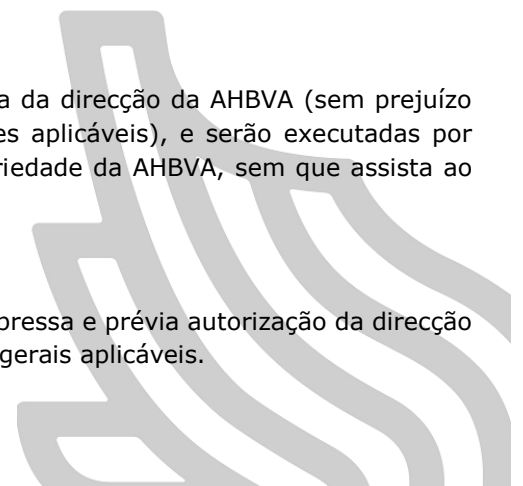 a da direcção da AHBVA (sem prejuízo
es aplicáveis), e serão executadas por
riedade da AHBVA, sem que assista ao
pressa e prévia autorização da direcção
gerais aplicáveis.